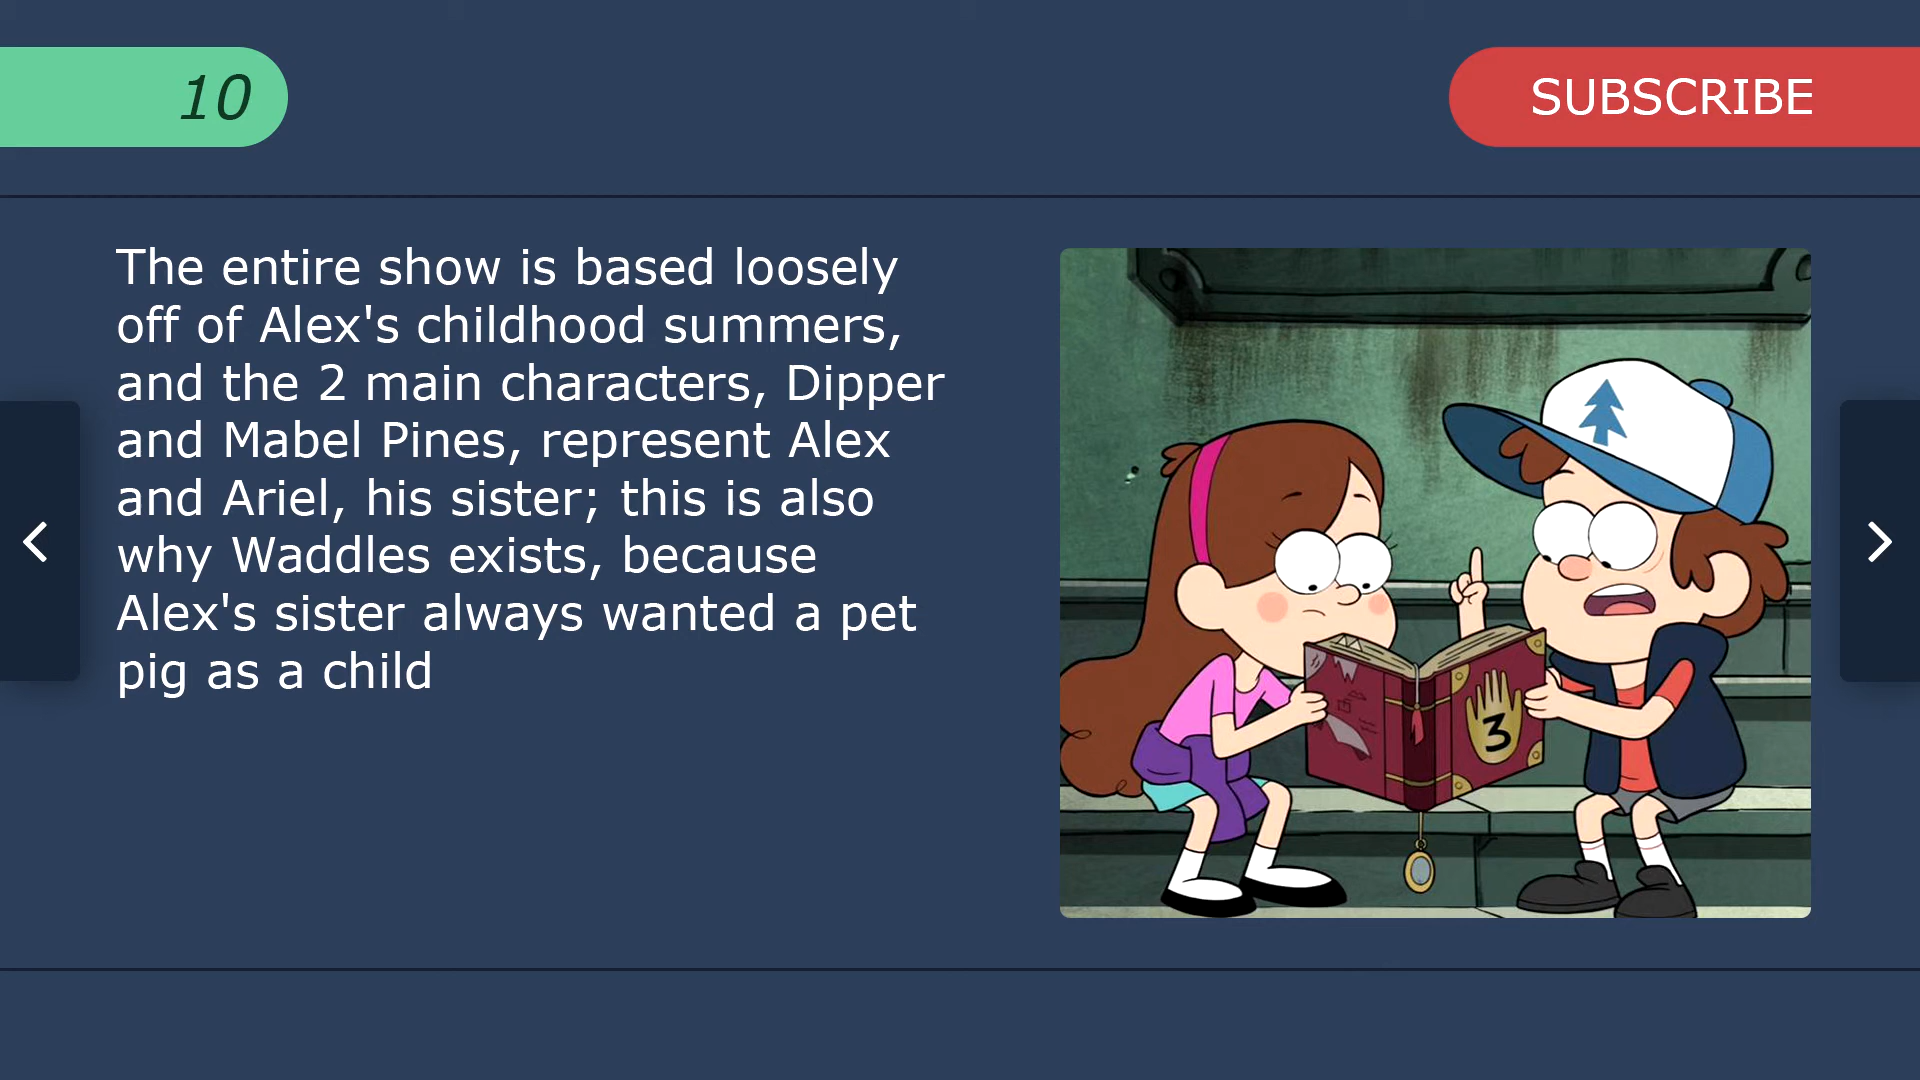 10
SUBSCRIBE
The entire show is based loosely
off of Alex's childhood summers,
and the 2 main characters, Dipper
and Mabel Pines, represent Alex
and Ariel, his sister; this is also
why Waddles exists, because
Alex's sister always wanted a pet
pig as a child
3